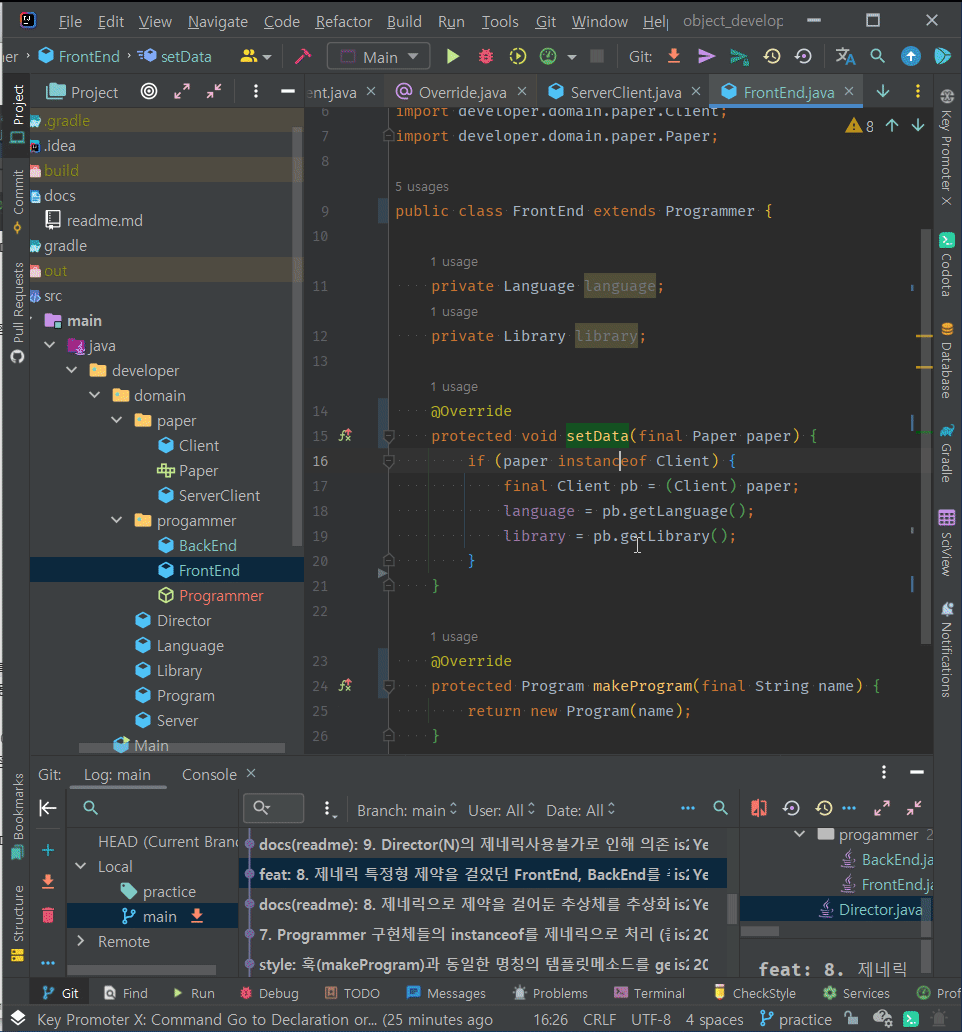 File Edit View Navigate Code Refactor Build Run Tools Git Window Help object_develop
FrontEnd setData Main Git:
Project
ent.java Override.java ServerClient.java FrontEnd.java
.gradle
.idea
build
docs
readme.md
gradle
out
src
main
java
developer
domain
paper
Client
Paper
ServerClient
progammer
BackEnd
FrontEnd
Programmer
Director
Language
Library
Program
Server
Main
8
6 import developer.domain.paper.Client;
7 import developer.domain.paper.Paper;
8
5 usages
9 public class FrontEnd extends Programmer {
10
1 usage
11 private Language language;
1 usage
12 private Library library;
13
1 usage
14 @Override
15 protected void setData(final Paper paper) {
16 if (paper instanceof Client) {
17 final Client pb = (Client) paper;
18 language = pb.getLanguage();
19 library = pb.getLibrary();
20 }
21 }
22
1 usage
23 @Override
24 protected Program makeProgram(final String name) {
25 return new Program(name);
26 }
Project
Commit
Pull Requests
Bookmarks
Structure
Key Promoter X
Codota
Database
Gradle
SciView
Notifications
Git: Log: main Console
Branch: main User: All Date: All
HEAD (Current Branc
Local
practice
main
Remote
docs(readme): 9. Director(N)의 제네릭사용불가로 인해 의존 is: Ye
feat: 8. 제네릭 특정형 제약을 걸었던 FrontEnd, BackEnd를 is: Ye
docs(readme): 8. 제네릭으로 제약을 걸어둔 추상체를 추상화 is: Ye
7. Programmer 구현체들의 instanceof를 제네릭으로 처리 is: 20
style: 훅(makeProgram)과 동일한 명칭의 템플릿메소드를 ge is: 20
progammer 2
BackEnd.ja
FrontEnd.ja
Director.java
feat: 8. 제네릭
Git Find Run Debug TODO Messages Problems Terminal CheckStyle Services Prof
Key Promoter X: Command Go to Declaration or... (25 minutes ago 16:26 CRLF UTF-8 4 spaces practice